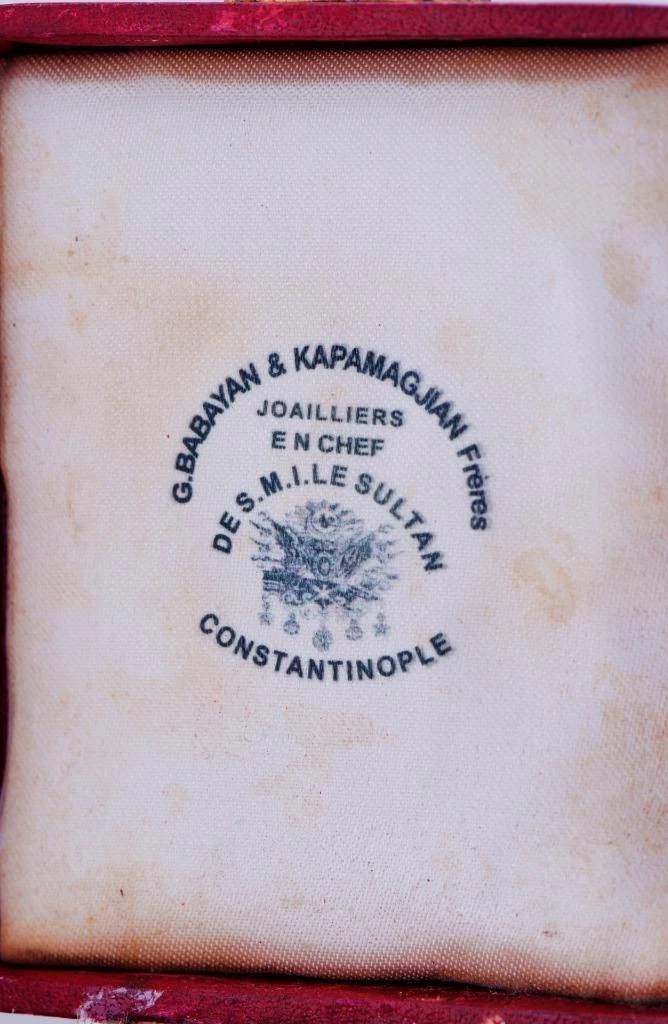 G.BABAYAN & KAPAMAGJIAN Frères
JOAILLIERS
EN CHEF
DE S.M.I.LE SULTAN
CONSTANTINOPLE